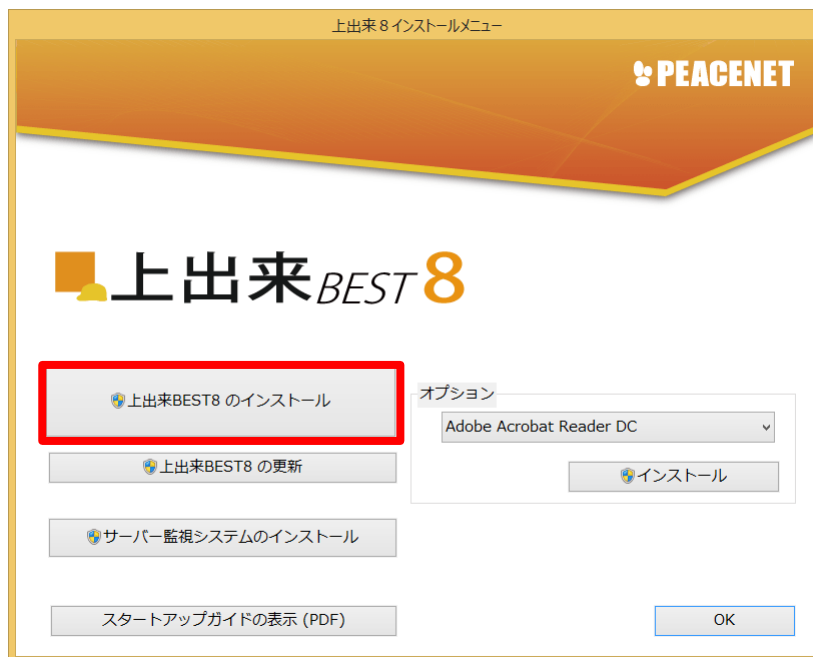 上出来 8 インストールメニュー
PEACENET
上出来BEST 8
上出来BEST8 のインストール
オプション
Adobe Acrobat Reader DC
上出来BEST8 の更新
インストール
サーバー監視システムのインストール
スタートアップガイドの表示 (PDF)
OK